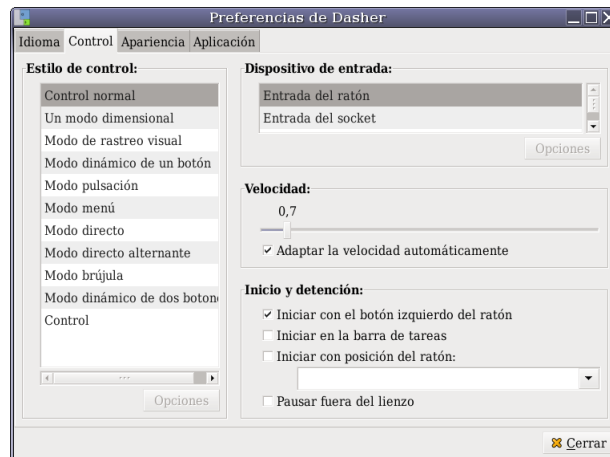 Preferencias de Dasher
Idioma Control Apariencia Aplicación
Estilo de control:
Control normal
Un modo dimensional
Modo de rastreo visual
Modo dinámico de un botón
Modo pulsación
Modo menú
Modo directo
Modo directo alternante
Modo brújula
Modo dinámico de dos boton
Control
Opciones
Dispositivo de entrada:
Entrada del ratón
Entrada del socket
Opciones
Velocidad:
0,7
Adaptar la velocidad automáticamente
Inicio y detención:
Iniciar con el botón izquierdo del ratón
Iniciar en la barra de tareas
Iniciar con posición del ratón:
Pausar fuera del lienzo
Cerrar